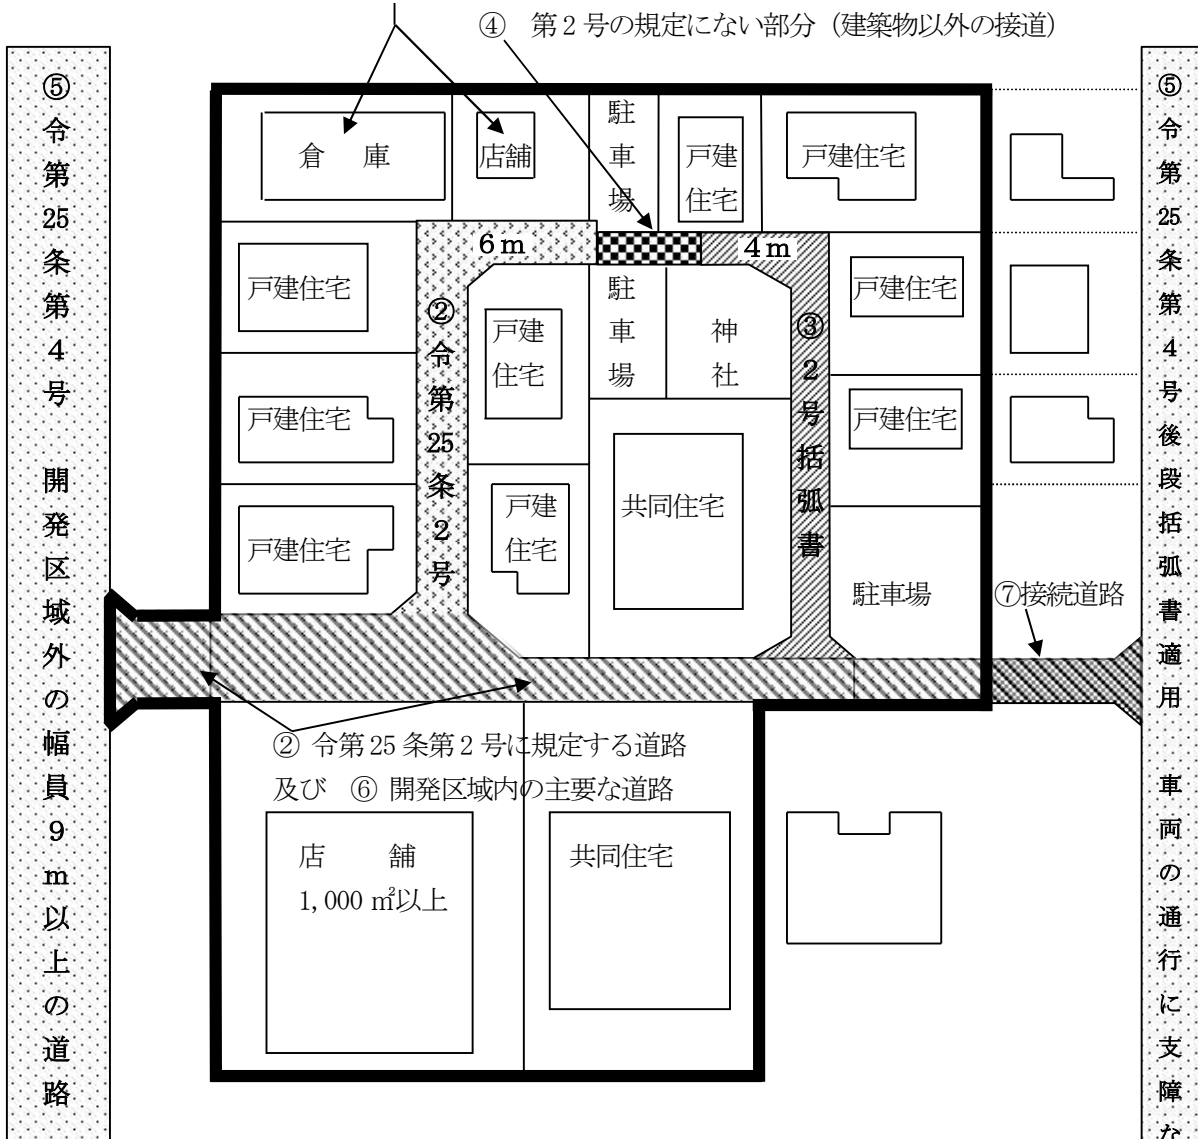 ④ 第2号の規定にない部分（建築物以外の接道）
⑤令第25条第4号 開発区域外の幅員9m以上の道路
倉 庫
店舗
駐車場
戸建
住宅
戸建住宅
6m
4m
戸建住宅
②令第25条2号
戸建
住宅
駐車場
神社
③2号括弧書
戸建住宅
戸建住宅
戸建住宅
戸建住宅
戸建
住宅
共同住宅
駐車場
⑦接続道路
② 令第25条第2号に規定する道路
及び ⑥ 開発区域内の主要な道路
店 舗
1,000㎡以上
共同住宅
⑤令第25条第4号後段括弧書適用 車両の通行に支障な